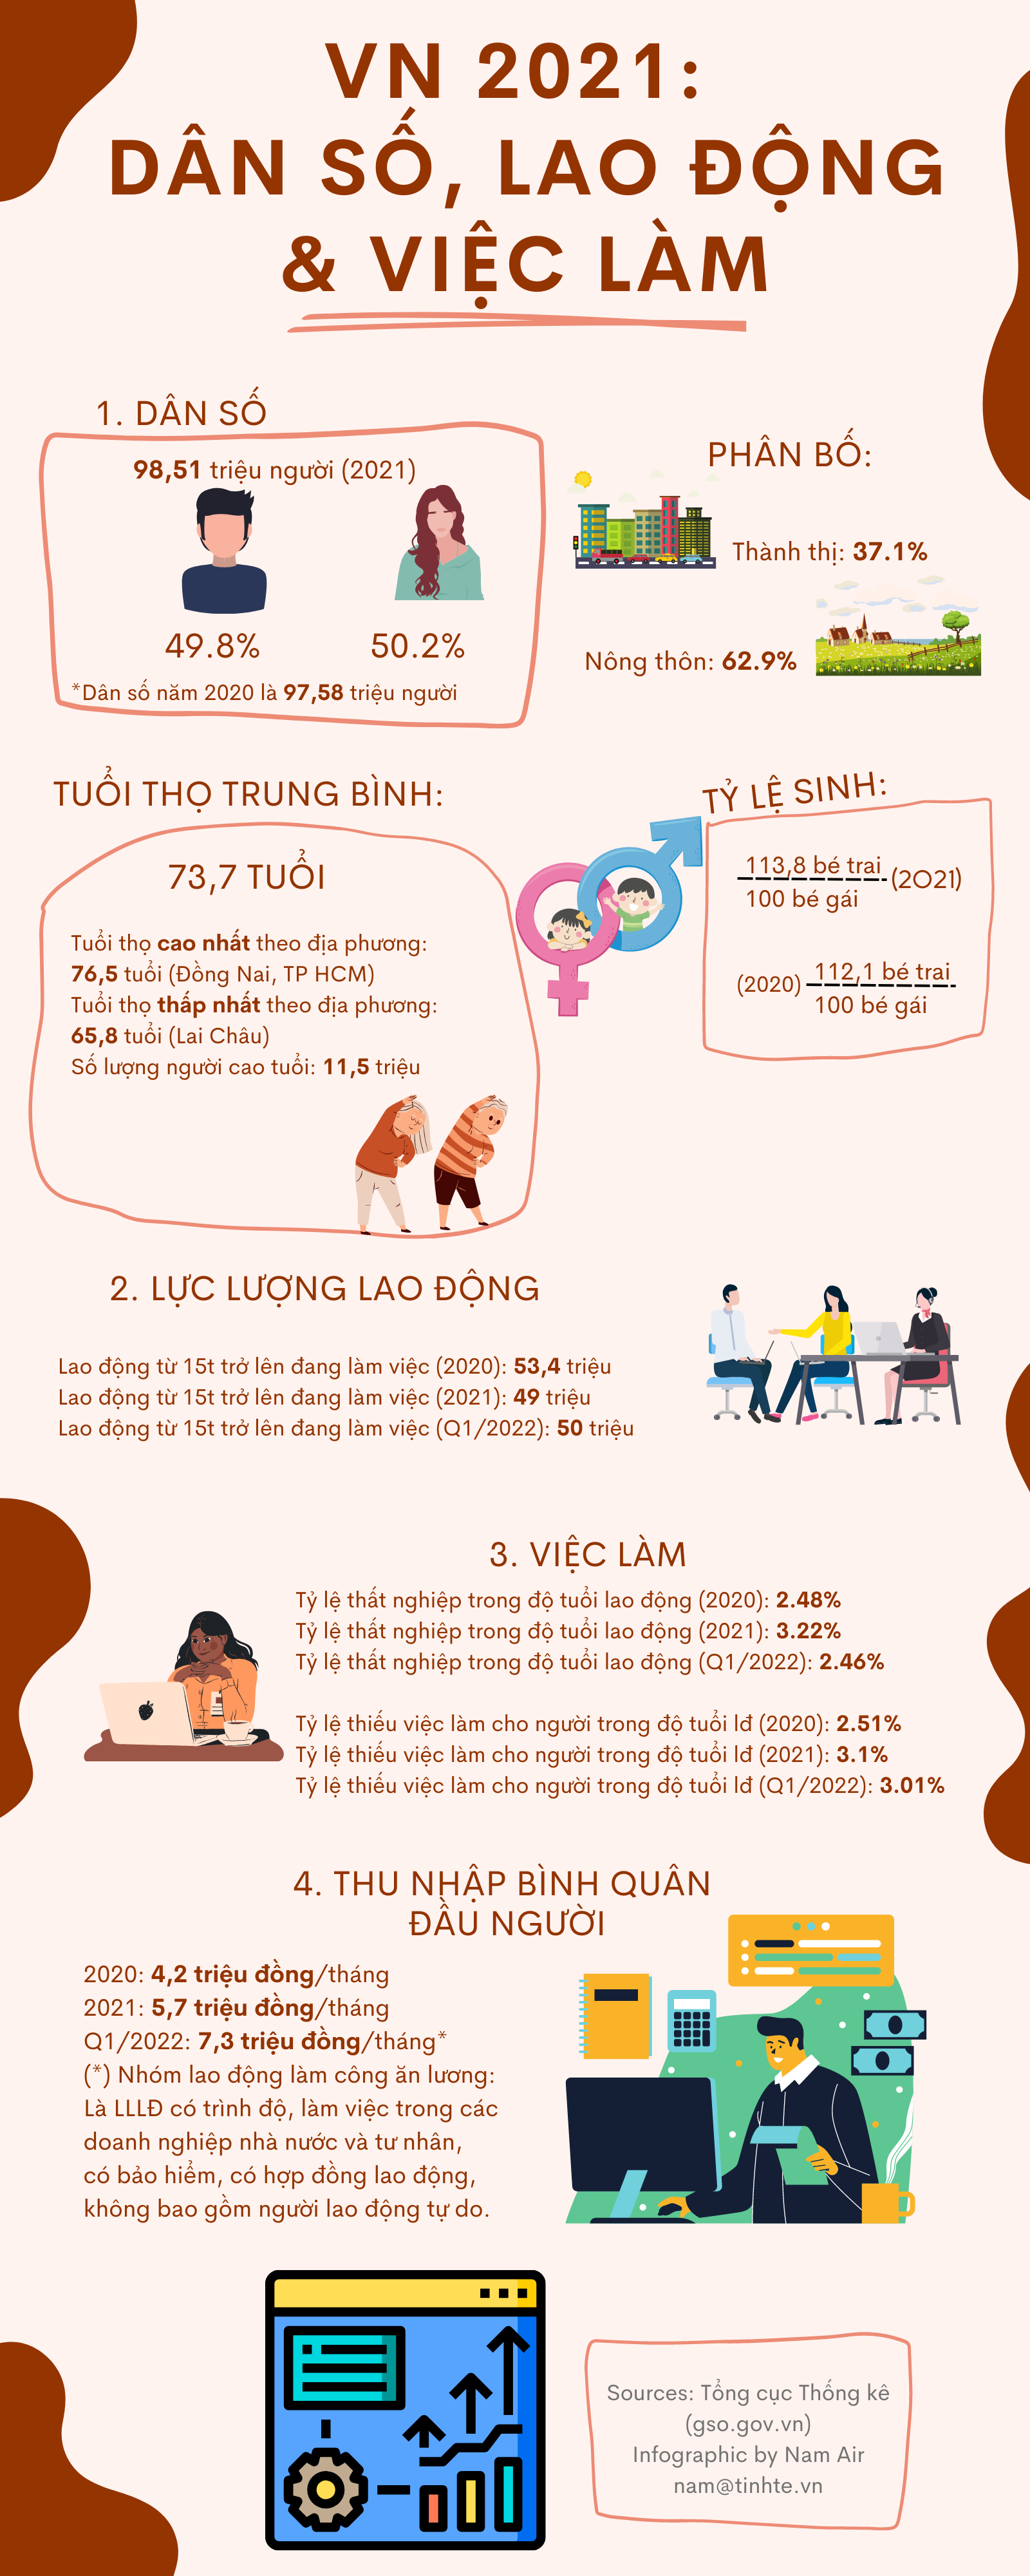 VN 2021:
DÂN SỐ, LAO ĐỘNG
& VIỆC LÀM
1. DÂN SỐ
98,51 triệu người (2021)
49.8%
50.2%
*Dân số năm 2020 là 97,58 triệu người
PHÂN BỐ:
Thành thị: 37.1%
Nông thôn: 62.9%
TUỔI THỌ TRUNG BÌNH:
73,7 TUỔI
Tuổi thọ cao nhất theo địa phương:
76,5 tuổi (Đồng Nai, TP HCM)
Tuổi thọ thấp nhất theo địa phương:
65,8 tuổi (Lai Châu)
Số lượng người cao tuổi: 11,5 triệu
TỶ LỆ SINH:
113,8 bé trai
(2021)
100 bé gái
112,1 bé trai
(2020)
100 bé gái
2. LỰC LƯỢNG LAO ĐỘNG
Lao động từ 15t trở lên đang làm việc (2020): 53,4 triệu
Lao động từ 15t trở lên đang làm việc (2021): 49 triệu
Lao động từ 15t trở lên đang làm việc (Q1/2022): 50 triệu
3. VIỆC LÀM
Tỷ lệ thất nghiệp trong độ tuổi lao động (2020): 2.48%
Tỷ lệ thất nghiệp trong độ tuổi lao động (2021): 3.22%
Tỷ lệ thất nghiệp trong độ tuổi lao động (Q1/2022): 2.46%
Tỷ lệ thiếu việc làm cho người trong độ tuổi lđ (2020): 2.51%
Tỷ lệ thiếu việc làm cho người trong độ tuổi lđ (2021): 3.1%
Tỷ lệ thiếu việc làm cho người trong độ tuổi lđ (Q1/2022): 3.01%
4. THU NHẬP BÌNH QUÂN
ĐẦU NGƯỜI
2020: 4,2 triệu đồng/tháng
2021: 5,7 triệu đồng/tháng
Q1/2022: 7,3 triệu đồng/tháng*
(*) Nhóm lao động làm công ăn lương:
Là LLLĐ có trình độ, làm việc trong các
doanh nghiệp nhà nước và tư nhân,
có bảo hiểm, có hợp đồng lao động,
không bao gồm người lao động tự do.
Sources: Tổng cục Thống kê
(gso.gov.vn)
Infographic by Nam Air
nam@tinhte.vn